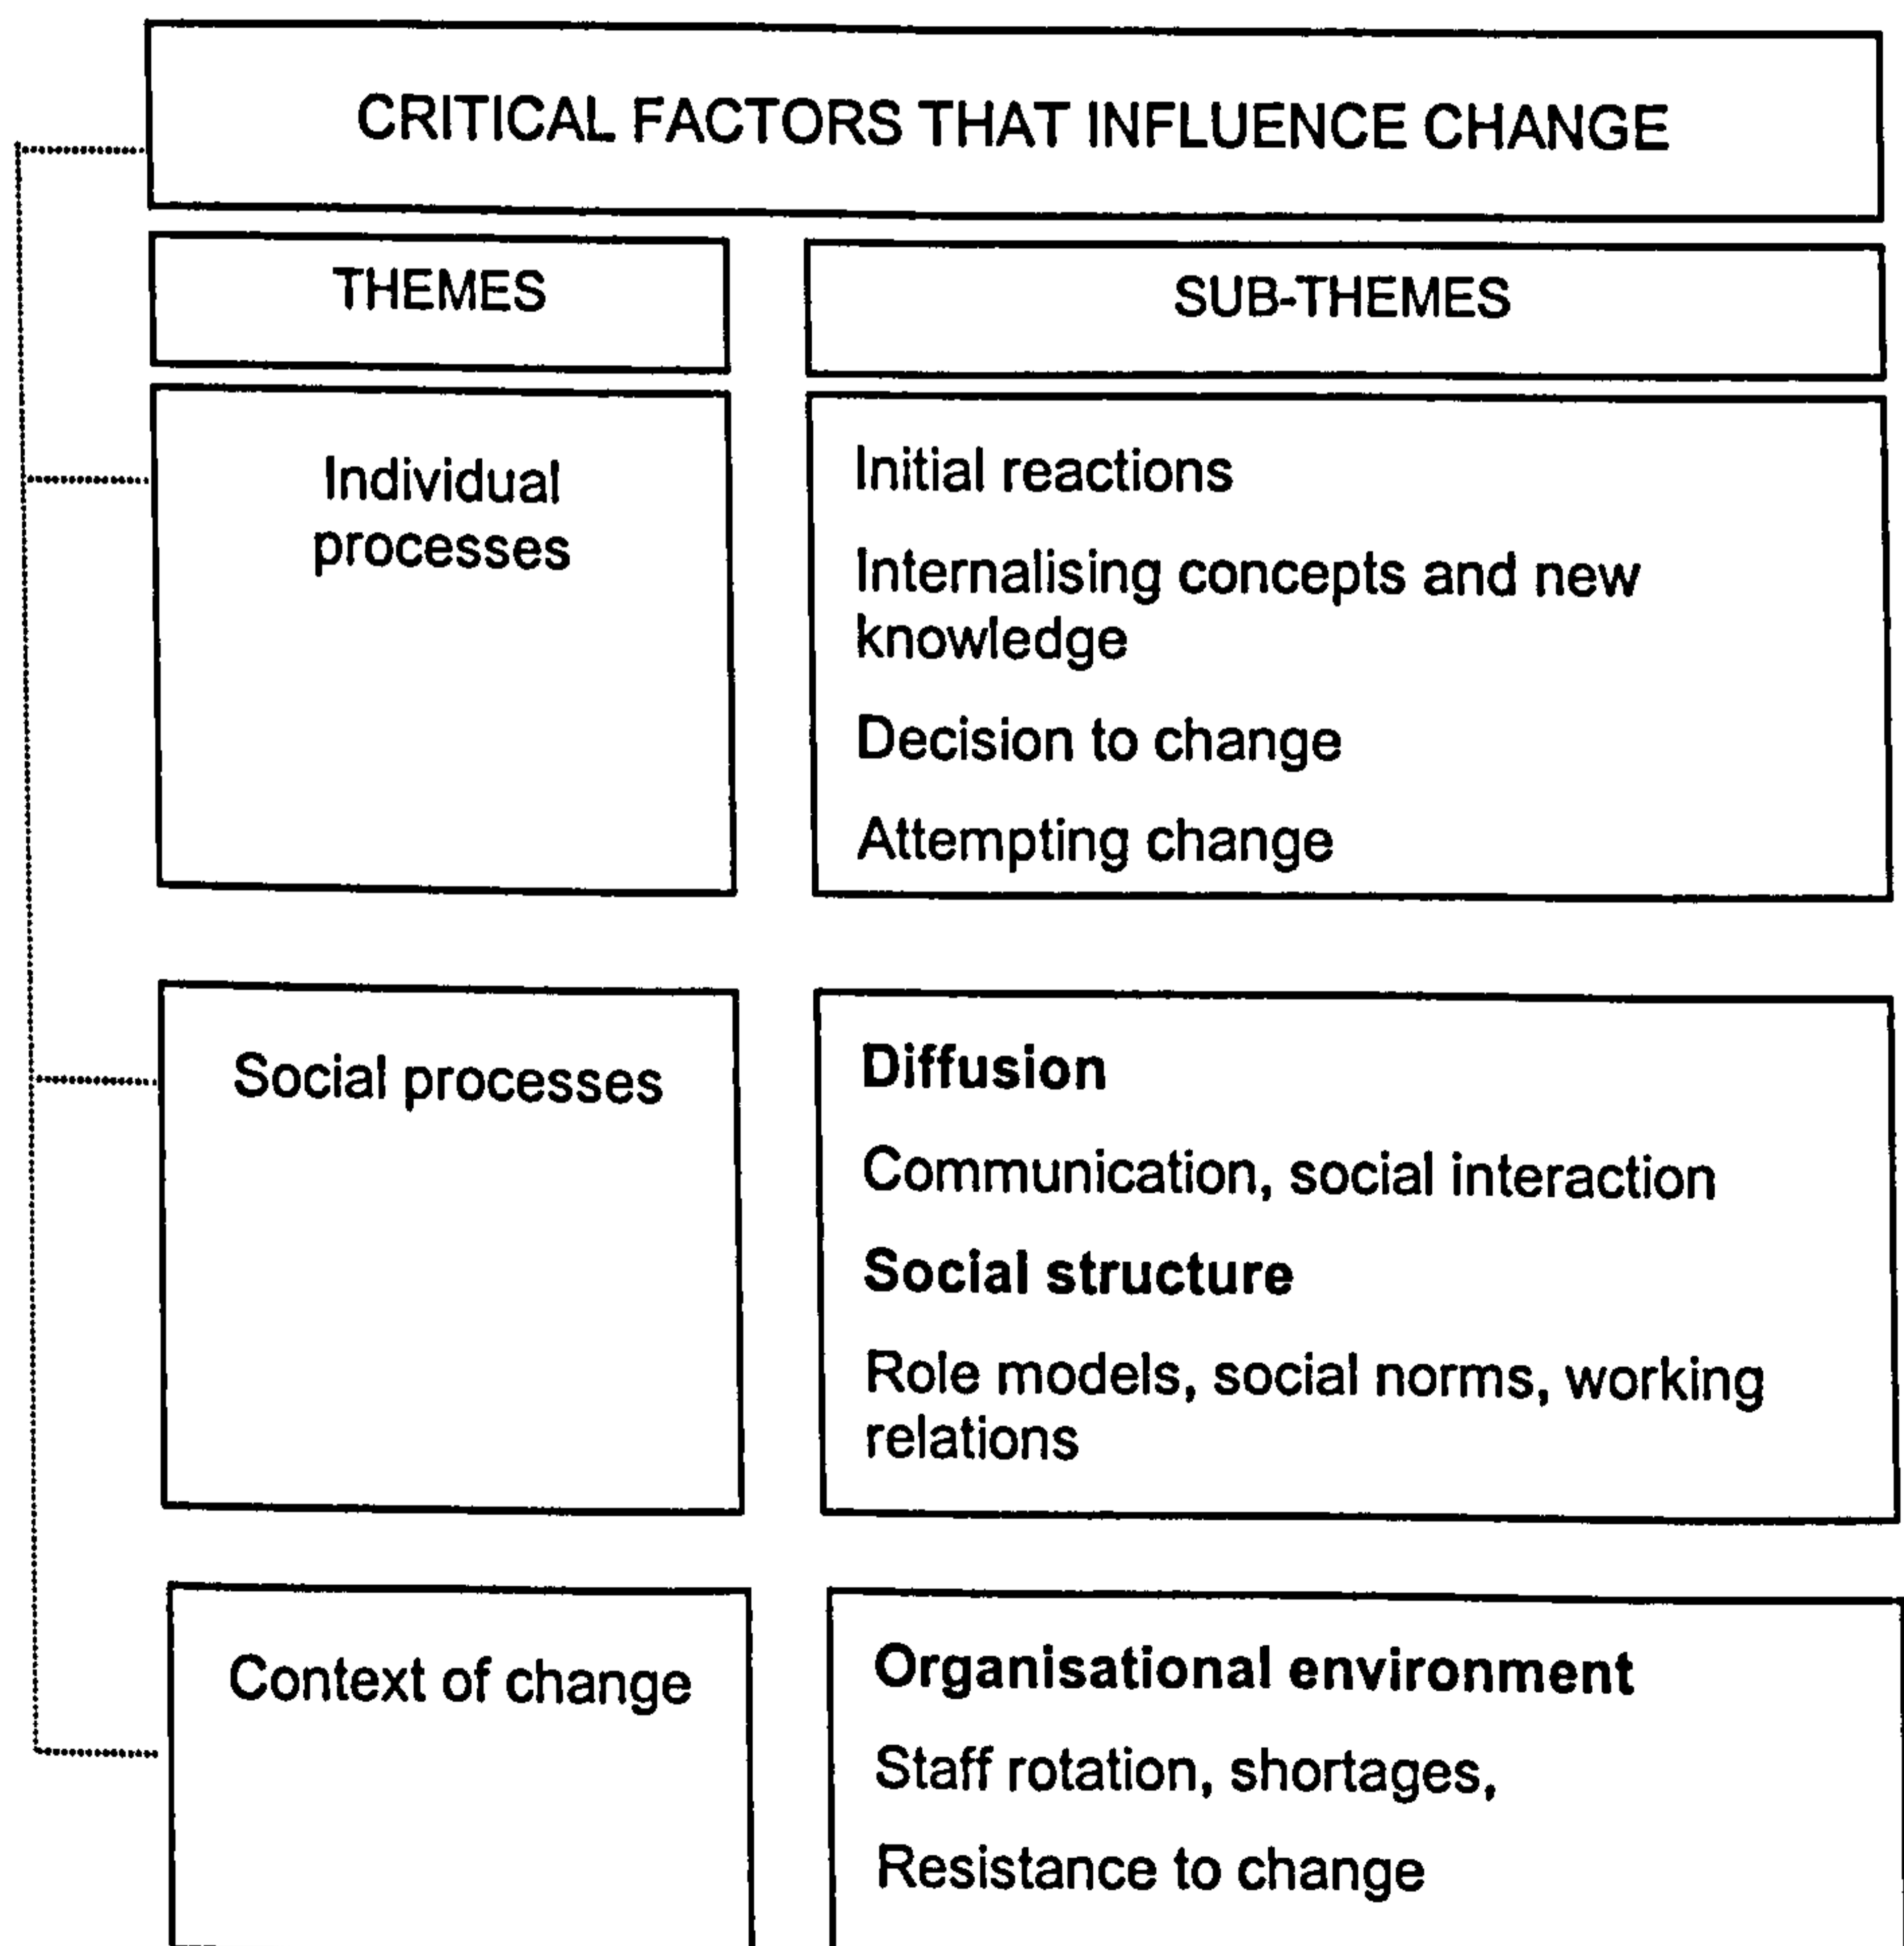 CRITICAL FACTORS THAT INFLUENCE CHANGE
THEMES
SUB-THEMES
Individual
processes
Initial reactions
Internalising concepts and new
knowledge
Decision to change
Attempting change
Social processes
Diffusion
Communication, social interaction
Social structure
Role models, social norms, working
relations
Context of change
Organisational environment
Staff rotation, shortages,
Resistance to change